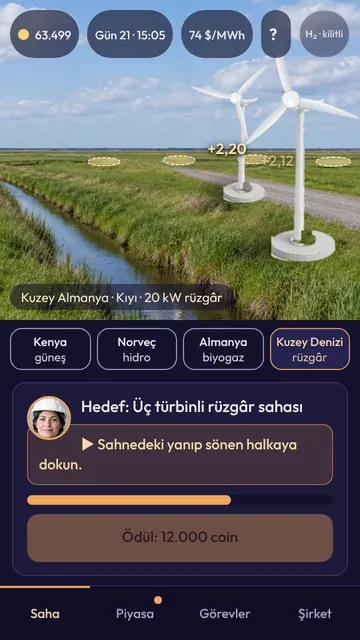 63.499
Gün 21 · 15:05
74 $/MWh
?
H₂ · kilitli
+2,20
+2,12
Kuzey Almanya · Kıyı · 20 kW rüzgâr
Kenya
güneş
Norveç
hidro
Almanya
biyogaz
Kuzey Denizi
rüzgâr
Hedef: Üç türbinli rüzgâr sahası
▶ Sahnedeki yanıp sönen halkaya
dokun.
Ödül: 12.000 coin
Saha
Piyasa
Görevler
Şirket